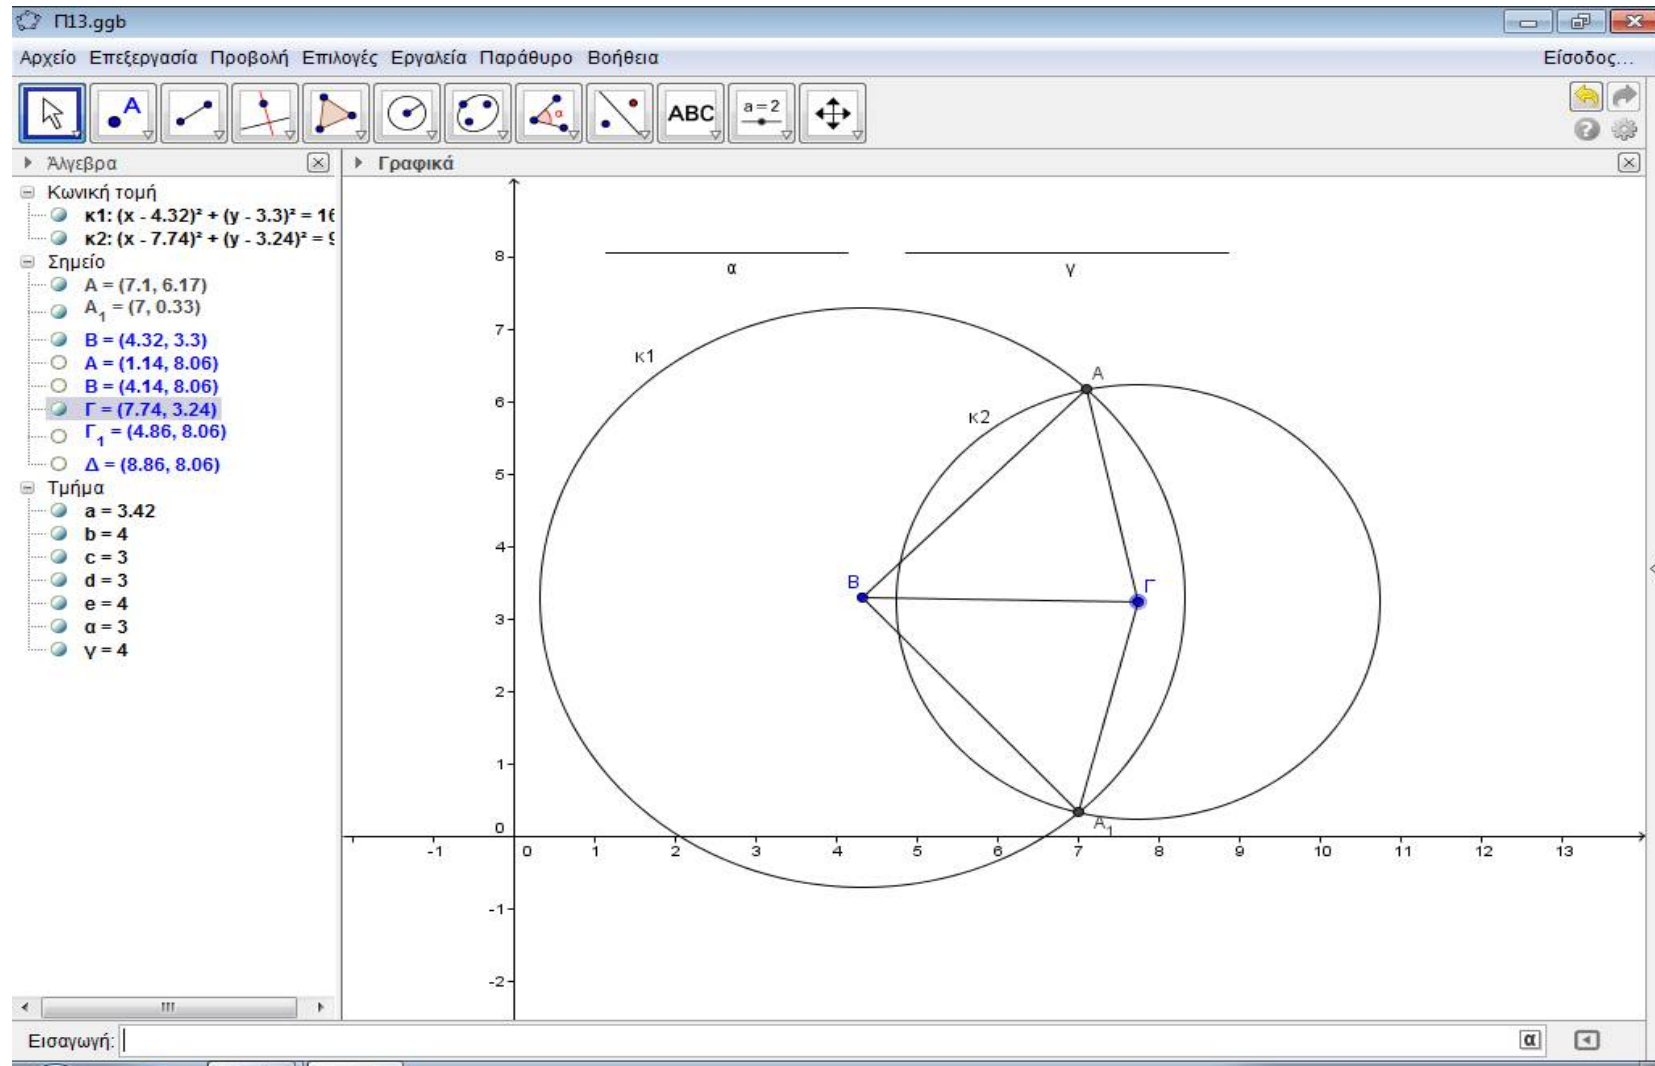 Π13.ggb
Αρχείο Επεξεργασία Προβολή Επιλογές Εργαλεία Παράθυρο Βοήθεια Είσοδος...
A α ABC a=2
Άλγεβρα
Γραφικά
Κωνική τομή
κ1: (x - 4.32)² + (y - 3.3)² = 16
κ2: (x - 7.74)² + (y - 3.24)² = 9
Σημείο
Α = (7.1, 6.17)
Α₁ = (7, 0.33)
Β = (4.32, 3.3)
Α = (1.14, 8.06)
Β = (4.14, 8.06)
Γ = (7.74, 3.24)
Γ₁ = (4.86, 8.06)
Δ = (8.86, 8.06)
Τμήμα
a = 3.42
b = 4
c = 3
d = 3
e = 4
α = 3
γ = 4
α γ
κ1
Α
κ2
Β Γ
Α₁
8
7
6
5
4
3
2
1
0
-1
-2
-1 0 1 2 3 4 5 6 7 8 9 10 11 12 13
Εισαγωγή: α